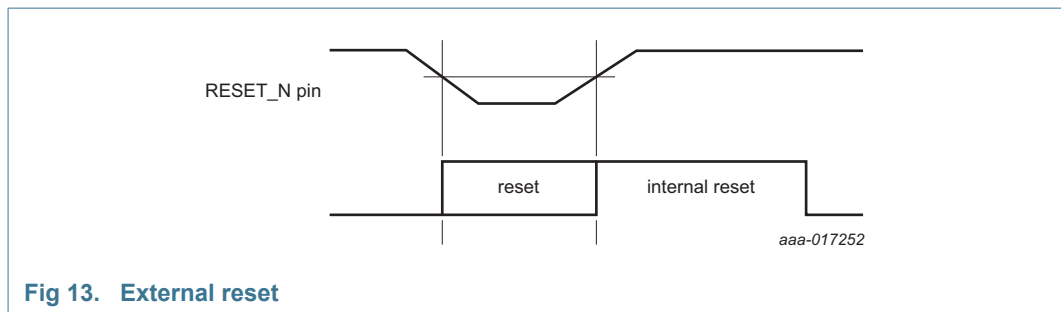 RESET_N pin
reset
internal reset
aaa-017252
Fig 13. External reset